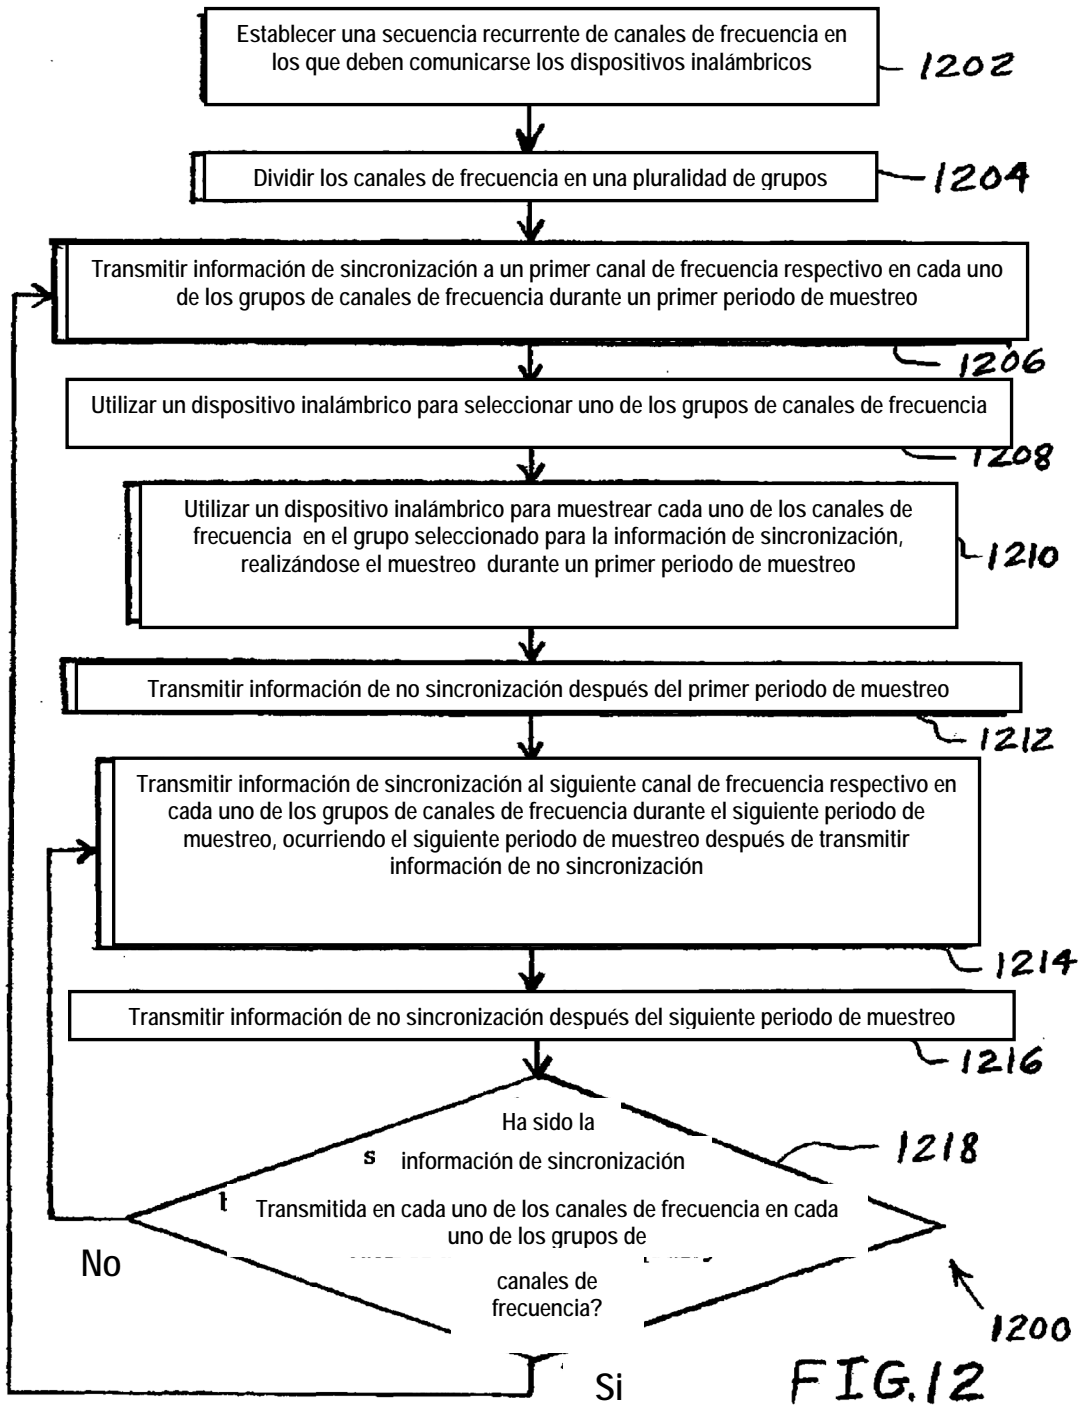 Establecer una secuencia recurrente de canales de frecuencia en
los que deben comunicarse los dispositivos inalámbricos
1202
Dividir los canales de frecuencia en una pluralidad de grupos
1204
Transmitir información de sincronización a un primer canal de frecuencia respectivo en cada uno
de los grupos de canales de frecuencia durante un primer periodo de muestreo
1206
Utilizar un dispositivo inalámbrico para seleccionar uno de los grupos de canales de frecuencia
1208
Utilizar un dispositivo inalámbrico para muestrear cada uno de los canales de
frecuencia en el grupo seleccionado para la información de sincronización,
realizándose el muestreo durante un primer periodo de muestreo
1210
Transmitir información de no sincronización después del primer periodo de muestreo
1212
Transmitir información de sincronización al siguiente canal de frecuencia respectivo en
cada uno de los grupos de canales de frecuencia durante el siguiente periodo de
muestreo, ocurriendo el siguiente periodo de muestreo después de transmitir
información de no sincronización
1214
Transmitir información de no sincronización después del siguiente periodo de muestreo
1216
Ha sido la
s información de sincronización
1218
Transmitida en cada uno de los canales de frecuencia en cada
uno de los grupos de
canales de
frecuencia?
No
1200
Si
FIG.12